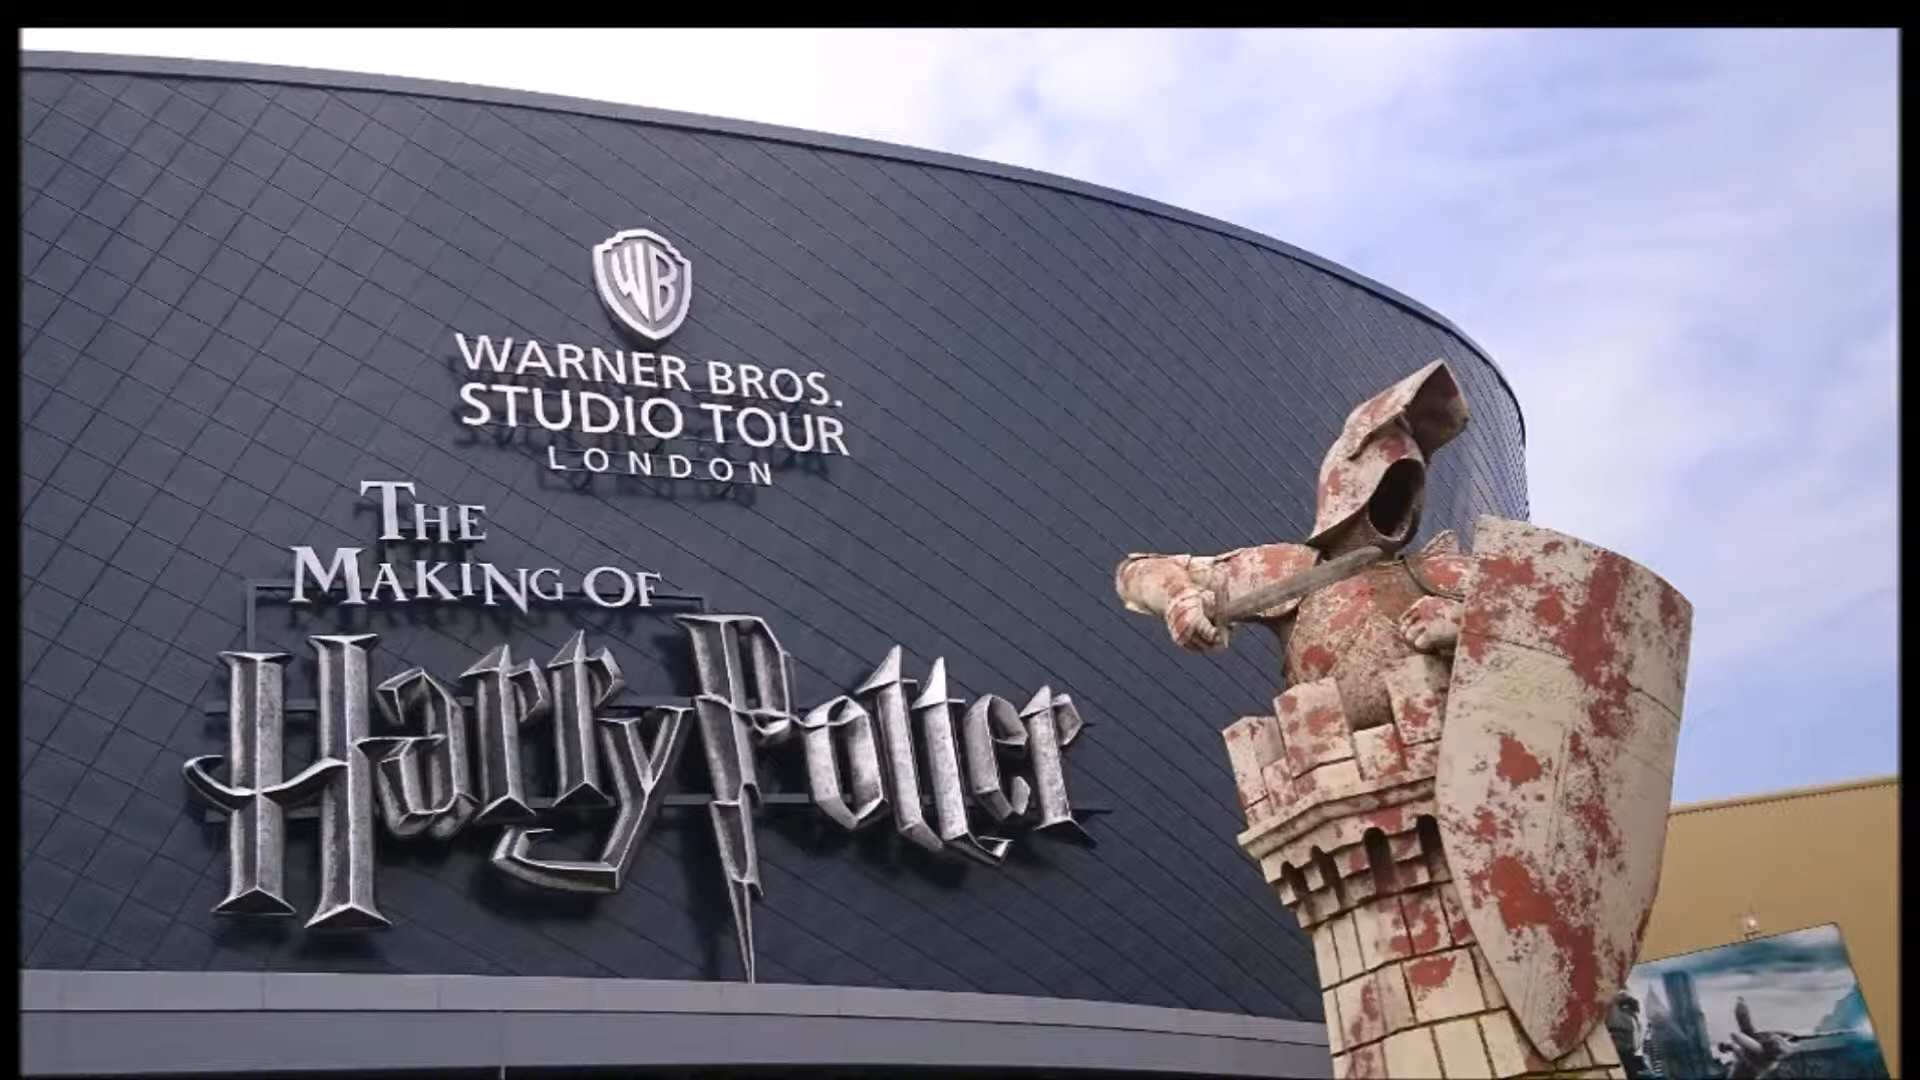 WB
WARNER BROS.
STUDIO TOUR
LONDON
THE
MAKING OF
Harry Potter